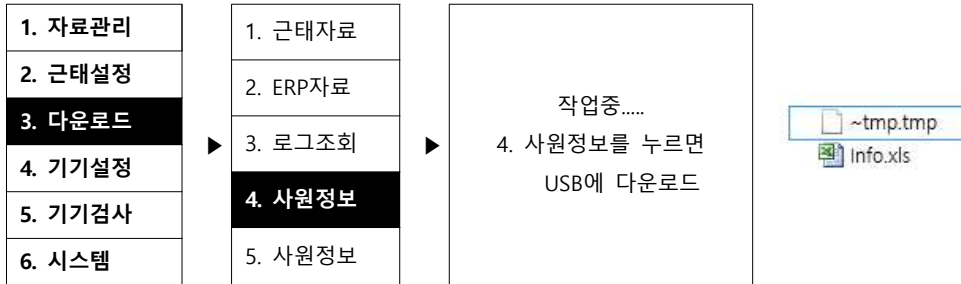 1. 자료관리
2. 근태설정
3. 다운로드
4. 기기설정
5. 기기검사
6. 시스템
▶
1. 근태자료
2. ERP자료
3. 로그조회
4. 사원정보
5. 사원정보
▶
작업중.....
4. 사원정보를 누르면
USB에 다운로드
~tmp.tmp
Info.xls